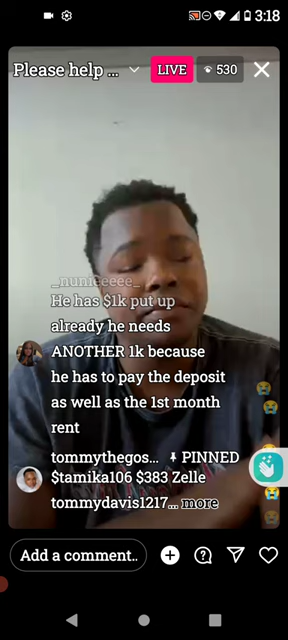 3:18
Please help ...
LIVE
530
_nunieeeee_
He has $1k put up
already he needs
ANOTHER 1k because
he has to pay the deposit
as well as the 1st month
rent
tommythegos... PINNED
$tamika106 $383 Zelle
tommydavis1217... more
Add a comment..